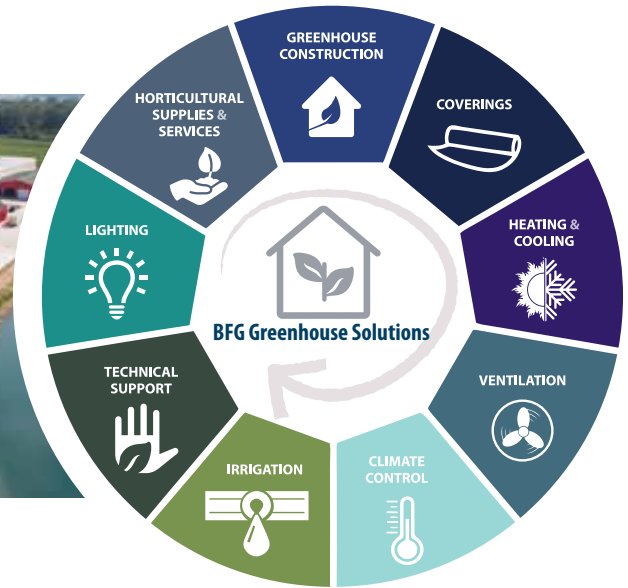 GREENHOUSE
CONSTRUCTION
COVERINGS
HEATING &
COOLING
VENTILATION
CLIMATE
CONTROL
IRRIGATION
TECHNICAL
SUPPORT
LIGHTING
HORTICULTURAL
SUPPLIES &
SERVICES
BFG Greenhouse Solutions